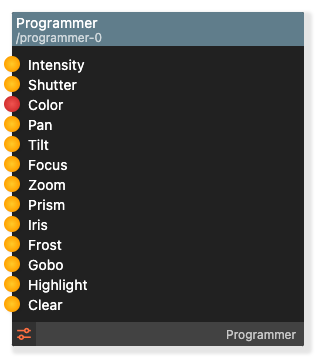 Programmer
/programmer-0
Intensity
Shutter
Color
Pan
Tilt
Focus
Zoom
Prism
Iris
Frost
Gobo
Highlight
Clear
Programmer